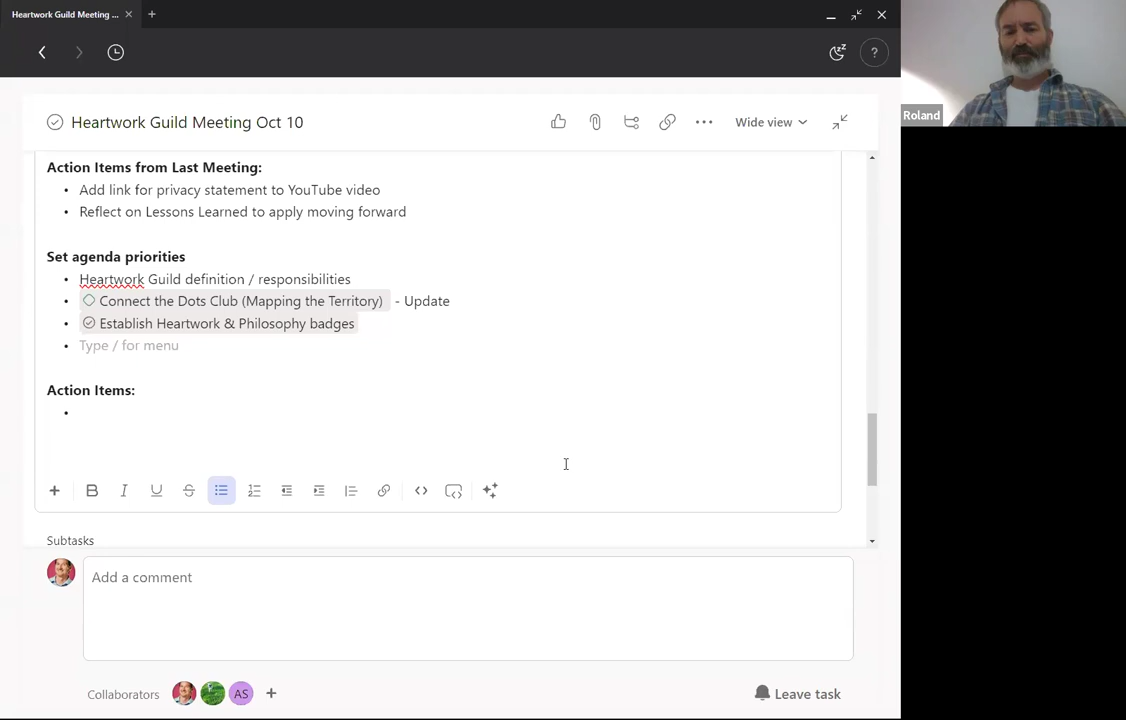 Heartwork Guild Meeting ...
?
Roland
Heartwork Guild Meeting Oct 10
Wide view
Action Items from Last Meeting:
• Add link for privacy statement to YouTube video
• Reflect on Lessons Learned to apply moving forward
Set agenda priorities
• Heartwork Guild definition / responsibilities
• Connect the Dots Club (Mapping the Territory) - Update
• Establish Heartwork & Philosophy badges
• Type / for menu
Action Items:
•
B I U S
Subtasks
Add a comment
Collaborators AS
Leave task